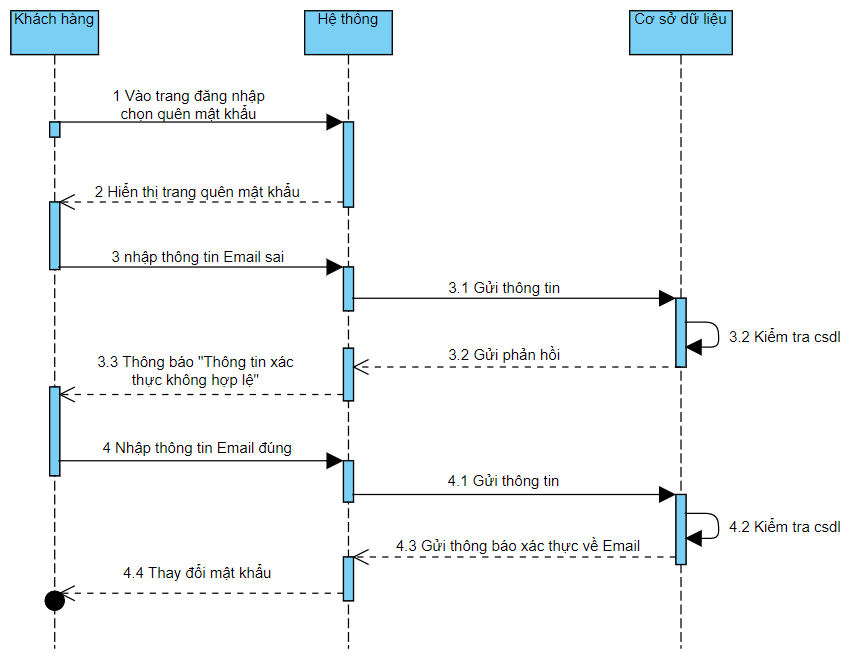 Khách hàng
Hệ thông
Cơ sở dữ liệu
1 Vào trang đăng nhập
chọn quên mật khẩu
2 Hiển thị trang quên mật khẩu
3 nhập thông tin Email sai
3.1 Gửi thông tin
3.2 Kiểm tra csdl
3.2 Gửi phản hồi
3.3 Thông báo "Thông tin xác
thực không hợp lệ"
4 Nhập thông tin Email đúng
4.1 Gửi thông tin
4.2 Kiểm tra csdl
4.3 Gửi thông báo xác thực về Email
4.4 Thay đổi mật khẩu